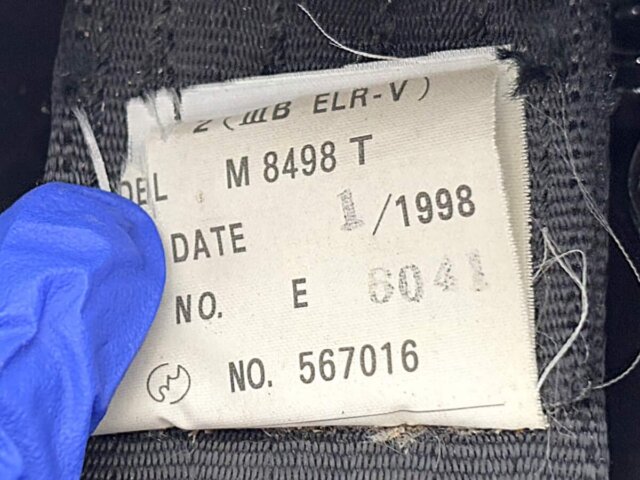 2 (ⅢB ELR-V)
DEL M 8498 T
DATE 1/1998
NO. E 6041
NO. 567016